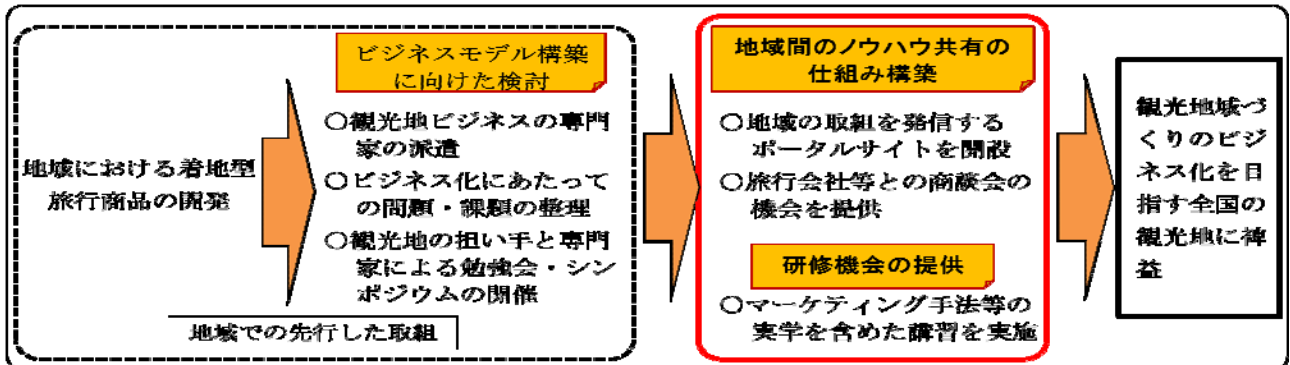 地域における着地型
旅行商品の開発
ビジネスモデル構築
に向けた検討
○観光地ビジネスの専門
家の派遣
○ビジネス化にあたって
の問題・課題の整理
○観光地の担い手と専門
家による勉強会・シン
ポジウムの開催
地域での先行した取組
地域間のノウハウ共有の
仕組み構築
○地域の取組を発信する
ポータルサイトを開設
○旅行会社等との商談会の
機会を提供
研修機会の提供
○マーケティング手法等の
実学を含めた講習を実施
観光地域づ
くりのビジ
ネス化を目
指す全国の
観光地に裨
益